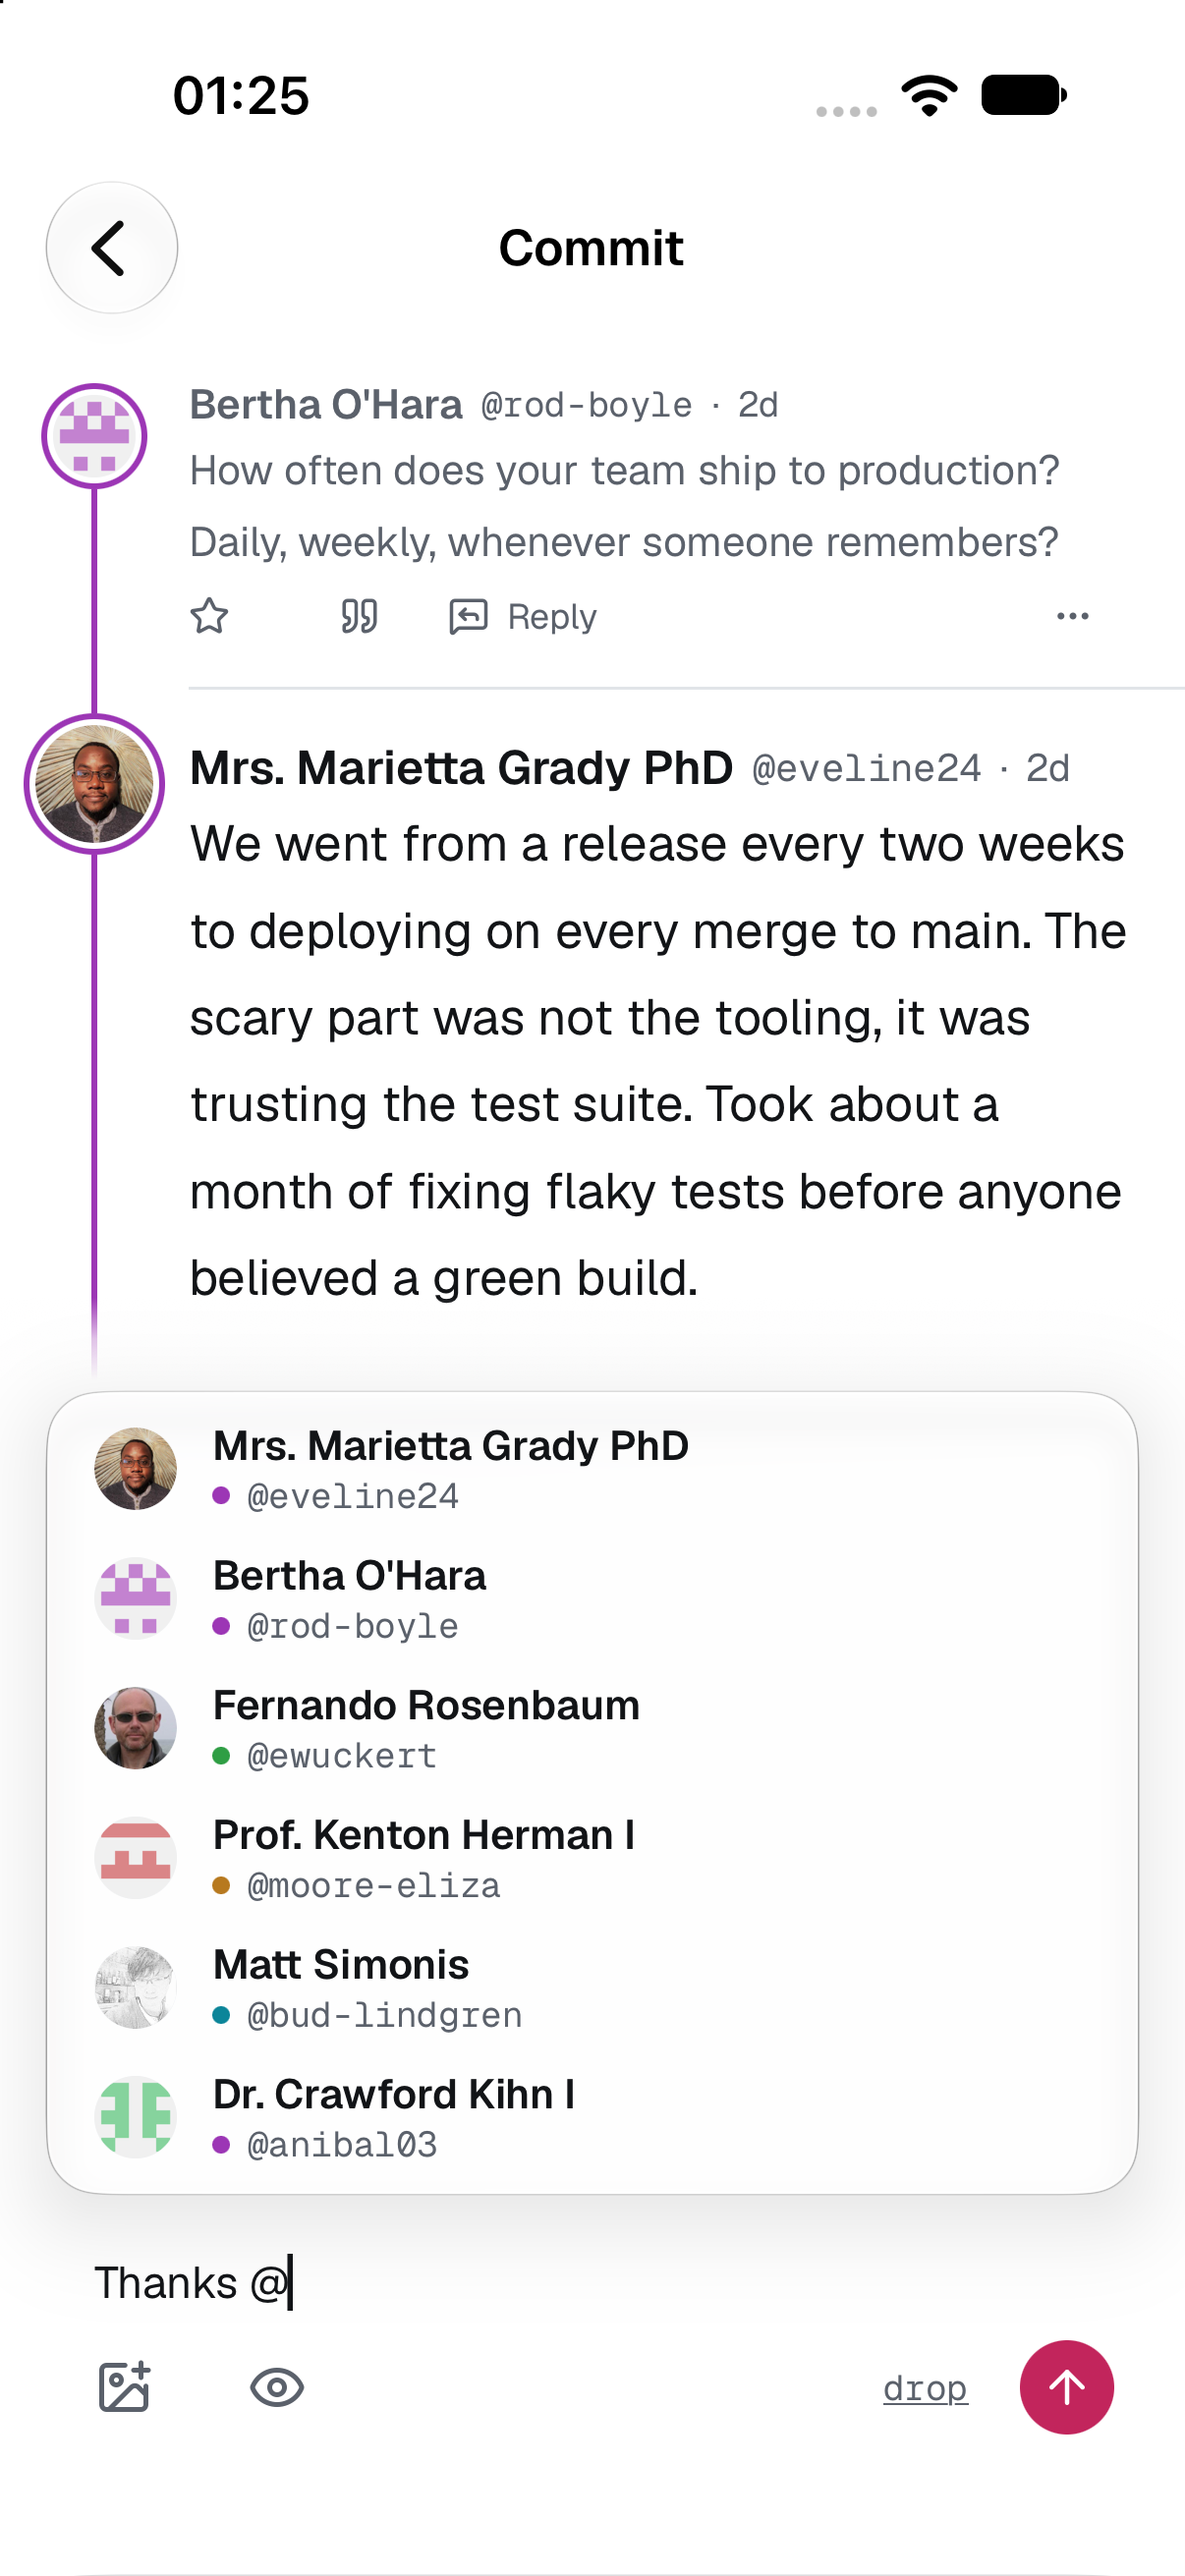 01:25
Commit
Bertha O'Hara @rod-boyle · 2d
How often does your team ship to production?
Daily, weekly, whenever someone remembers?
Reply
Mrs. Marietta Grady PhD @eveline24 · 2d
We went from a release every two weeks
to deploying on every merge to main. The
scary part was not the tooling, it was
trusting the test suite. Took about a
month of fixing flaky tests before anyone
believed a green build.
Mrs. Marietta Grady PhD
@eveline24
Bertha O'Hara
@rod-boyle
Fernando Rosenbaum
@ewuckert
Prof. Kenton Herman I
@moore-eliza
Matt Simonis
@bud-lindgren
Dr. Crawford Kihn I
@anibal03
Thanks @
drop